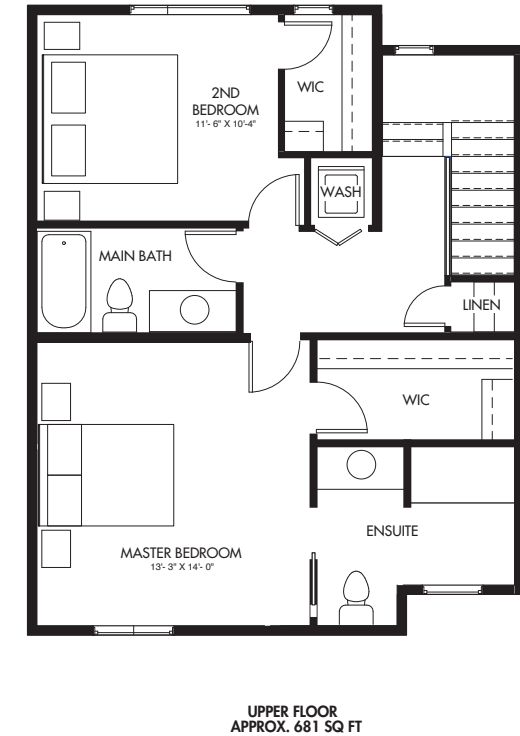 2ND
BEDROOM
11'- 6" X 10'-4"
WIC
WASH
MAIN BATH
LINEN
WIC
ENSUITE
MASTER BEDROOM
13'- 3" X 14'- 0"
UPPER FLOOR
APPROX. 681 SQ FT